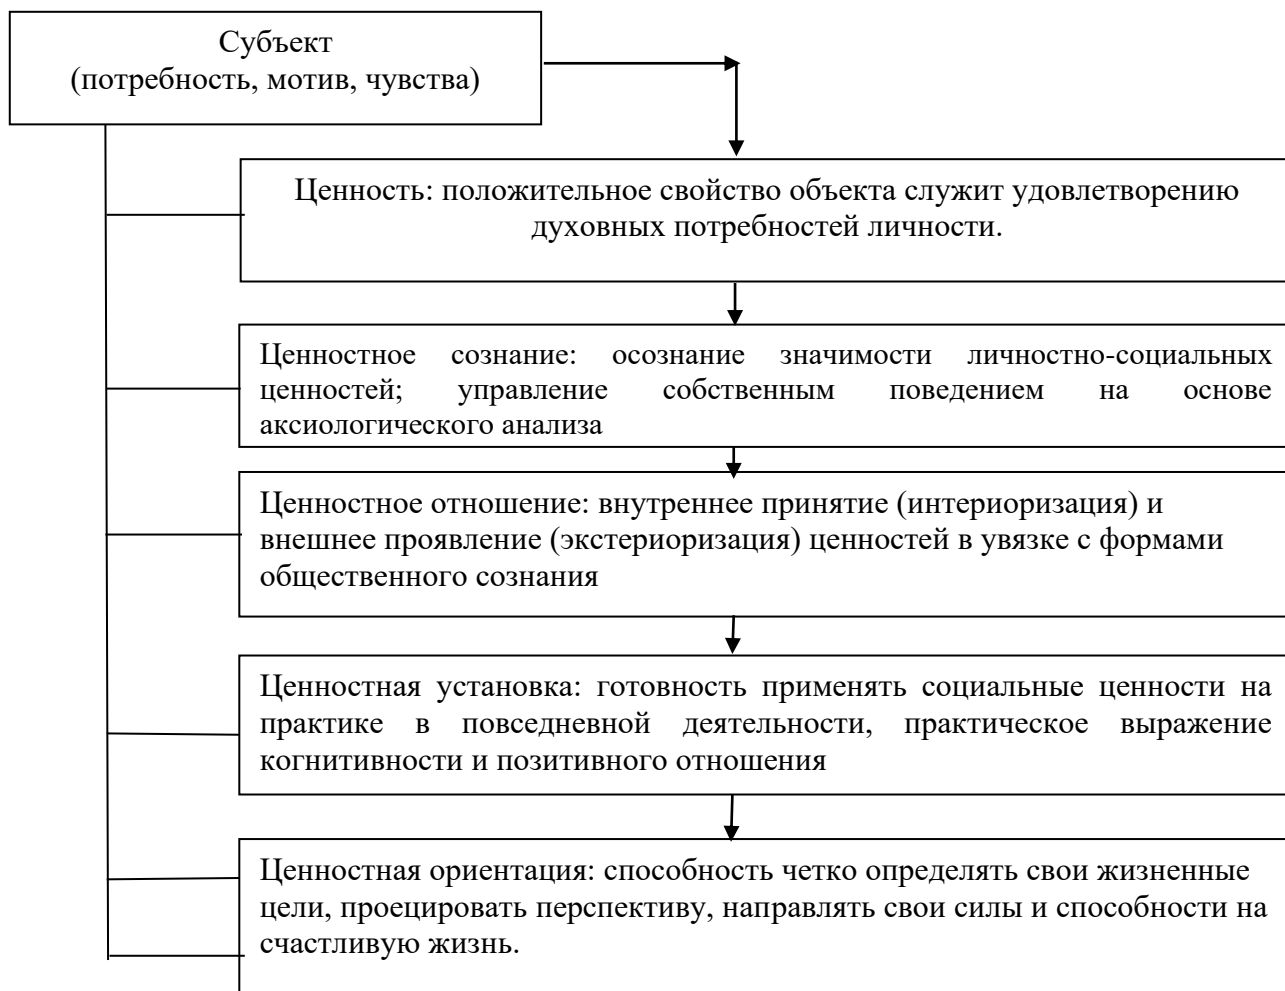 Субъект
(потребность, мотив, чувства)
Ценность: положительное свойство объекта служит удовлетворению
духовных потребностей личности.
Ценностное сознание: осознание значимости личностно-социальных
ценностей; управление собственным поведением на основе
аксиологического анализа
Ценностное отношение: внутреннее принятие (интериоризация) и
внешнее проявление (экстериоризация) ценностей в увязке с формами
общественного сознания
Ценностная установка: готовность применять социальные ценности на
практике в повседневной деятельности, практическое выражение
когнитивности и позитивного отношения
Ценностная ориентация: способность четко определять свои жизненные
цели, проецировать перспективу, направлять свои силы и способности на
счастливую жизнь.